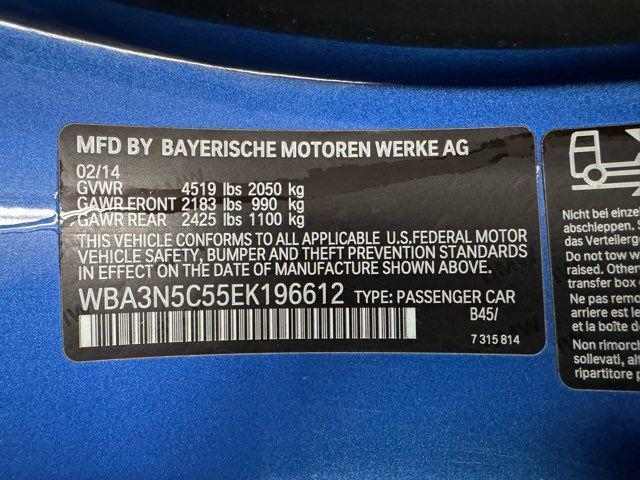 MFD BY BAYERISCHE MOTOREN WERKE AG
02/14
GVWR 4519 lbs 2050 kg
GAWR FRONT 2183 lbs 990 kg
GAWR REAR 2425 lbs 1100 kg
THIS VEHICLE CONFORMS TO ALL APPLICABLE U.S.FEDERAL MOTOR
VEHICLE SAFETY, BUMPER AND THEFT PREVENTION STANDARDS
IN EFFECT ON THE DATE OF MANUFACTURE SHOWN ABOVE.
WBA3N5C55EK196612 TYPE: PASSENGER CAR
B45/
7 315 814
Nicht bei einze
abschleppen. S
das Verteilerge
Do not tow w
raised. Othe
transfer box
Ne pas remo
arriere est le
et la boîte d
Non rimorch
sollevati, al
ripartitore p